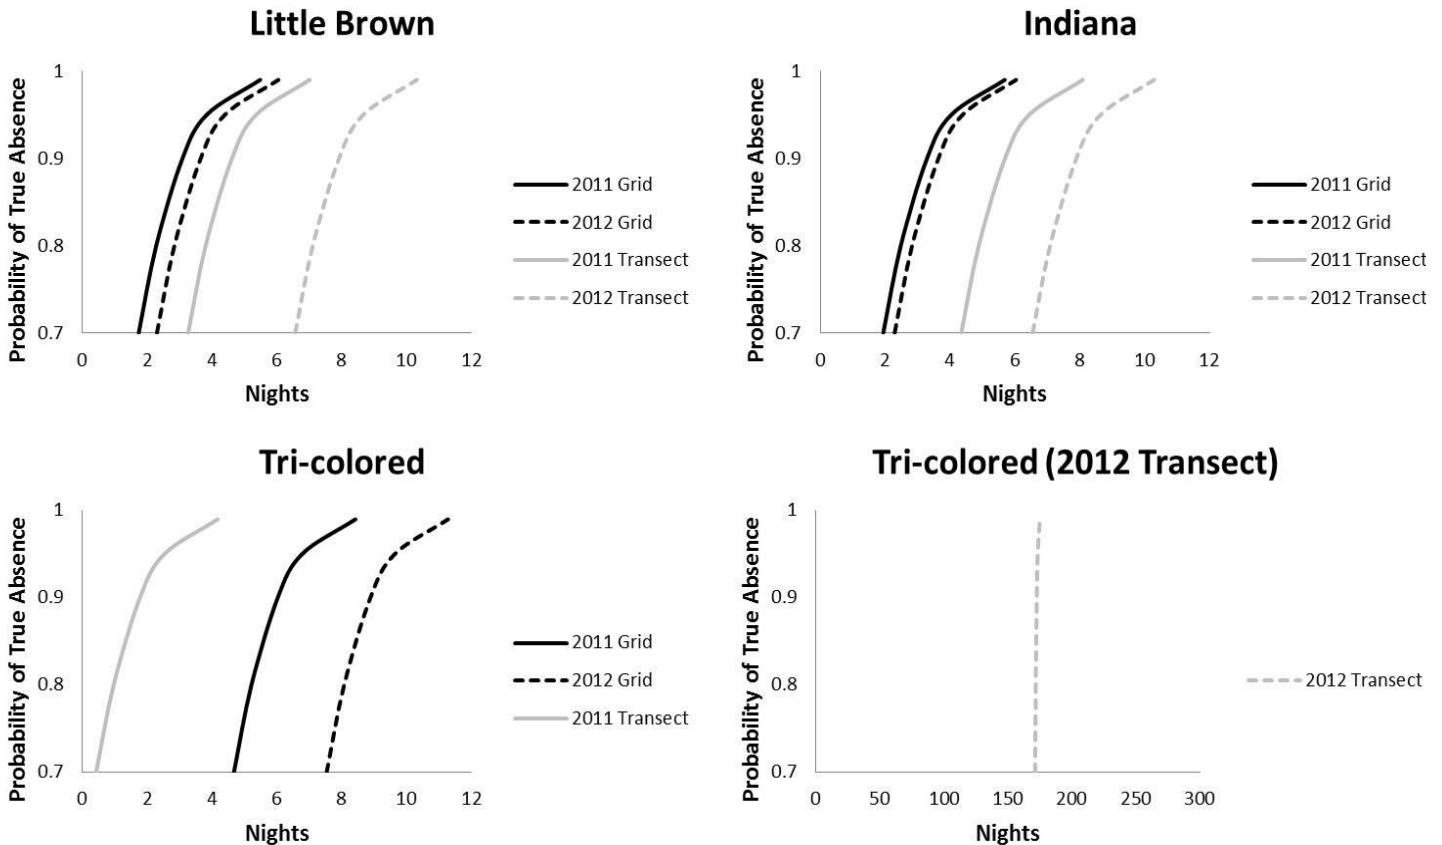 Little Brown
Probability of True Absence
1
0.9
0.8
0.7
0
2
4
6
8
10
12
Nights
2011 Grid
2012 Grid
2011 Transect
2012 Transect
Indiana
Probability of True Absence
1
0.9
0.8
0.7
0
2
4
6
8
10
12
Nights
2011 Grid
2012 Grid
2011 Transect
2012 Transect
Tri-colored
Probability of True Absence
1
0.9
0.8
0.7
0
2
4
6
8
10
12
Nights
2011 Grid
2012 Grid
2011 Transect
Tri-colored (2012 Transect)
Probability of True Absence
1
0.9
0.8
0.7
0
50
100
150
200
250
300
Nights
2012 Transect